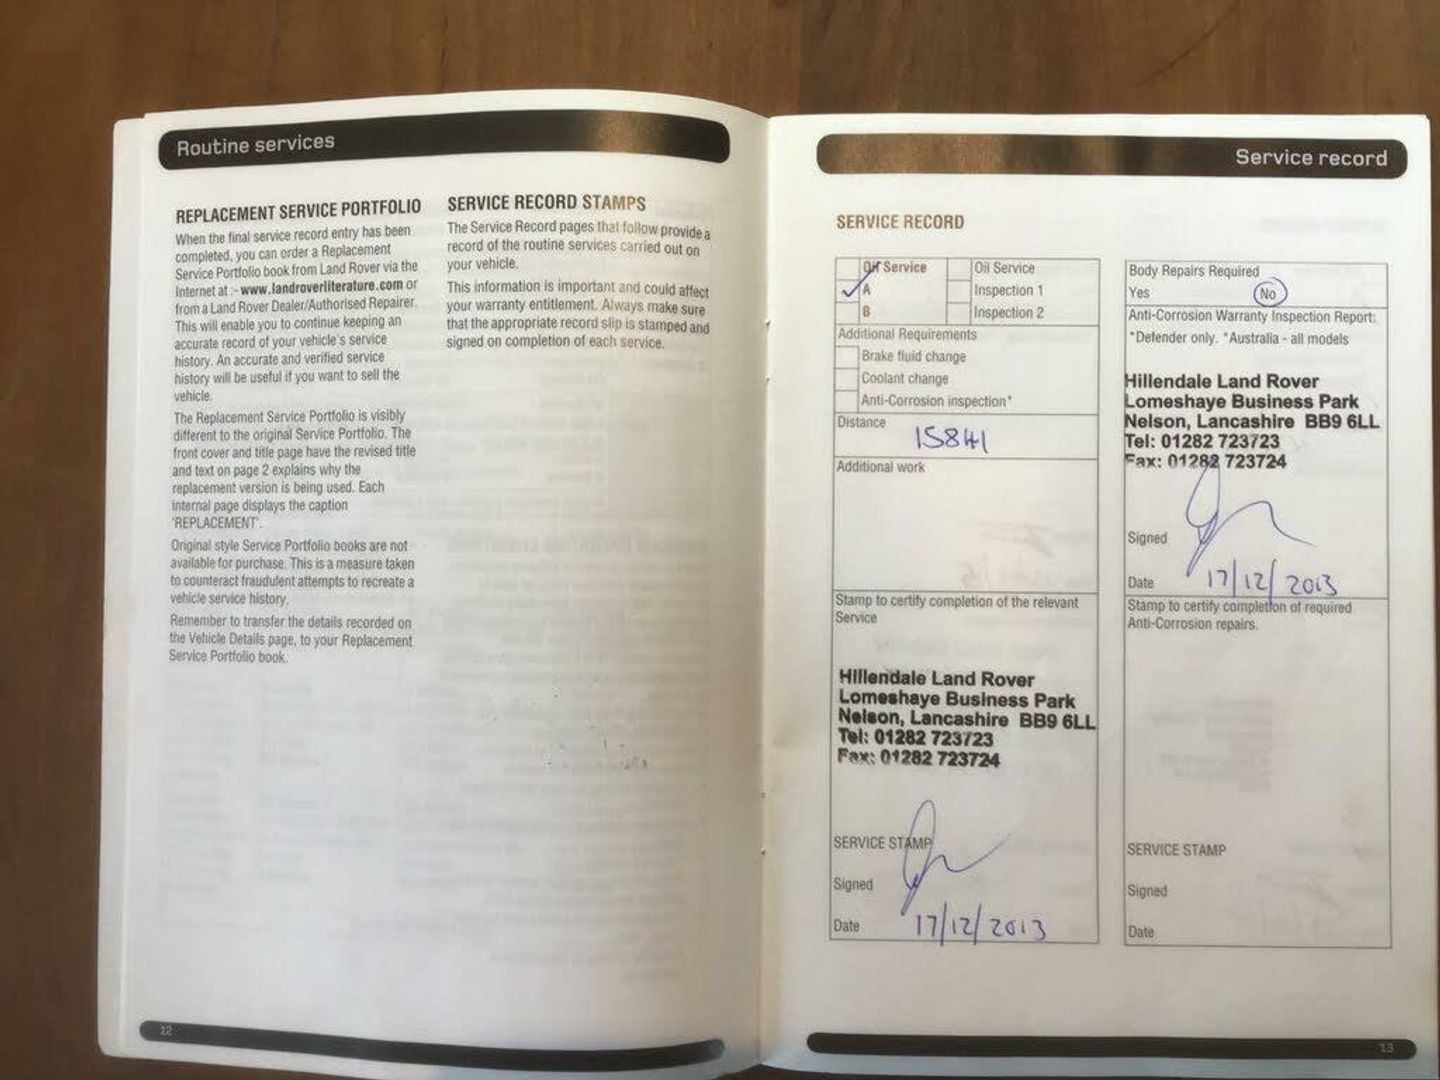 Routine services
REPLACEMENT SERVICE PORTFOLIO
When the final service record entry has been
completed, you can order a Replacement
Service Portfolio book from Land Rover via the
Internet at :- www.landroverliterature.com or
from a Land Rover Dealer/Authorised Repairer.
This will enable you to continue keeping an
accurate record of your vehicle's service
history. An accurate and verified service
history will be useful if you want to sell the
vehicle.
The Replacement Service Portfolio is visibly
different to the original Service Portfolio. The
front cover and title page have the revised title
and text on page 2 explains why the
replacement version is being used. Each
internal page displays the caption
'REPLACEMENT'.
Original style Service Portfolio books are not
available for purchase. This is a measure taken
to counteract fraudulent attempts to recreate a
vehicle service history.
Remember to transfer the details recorded on
the Vehicle Details page, to your Replacement
Service Portfolio book.
SERVICE RECORD STAMPS
The Service Record pages that follow provide a
record of the routine services carried out on
your vehicle.
This information is important and could affect
your warranty entitlement. Always make sure
that the appropriate record slip is stamped and
signed on completion of each service.
12
Service record
SERVICE RECORD
Oil Service
A
B
Oil Service
Inspection 1
Inspection 2
Additional Requirements
Brake fluid change
Coolant change
Anti-Corrosion inspection*
Distance
15841
Additional work
Stamp to certify completion of the relevant
Service
Hillendale Land Rover
Lomeshaye Business Park
Nelson, Lancashire BB9 6LL
Tel: 01282 723723
Fax: 01282 723724
SERVICE STAMP
Signed
Date 17/12/2013
Body Repairs Required
Yes No
Anti-Corrosion Warranty Inspection Report:
*Defender only. *Australia - all models
Hillendale Land Rover
Lomeshaye Business Park
Nelson, Lancashire BB9 6LL
Tel: 01282 723723
Fax: 01282 723724
Signed
Date 17/12/2013
Stamp to certify completion of required
Anti-Corrosion repairs.
SERVICE STAMP
Signed
Date
13